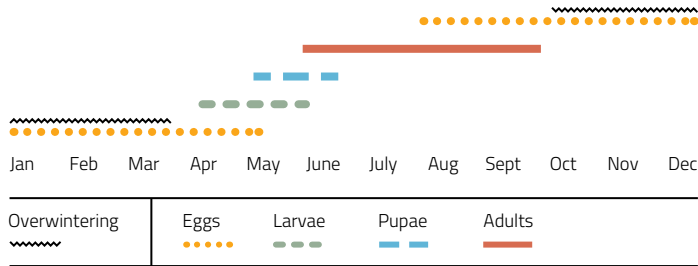 Jan Feb Mar Apr May June July Aug Sept Oct Nov Dec
Overwintering Eggs Larvae Pupae Adults